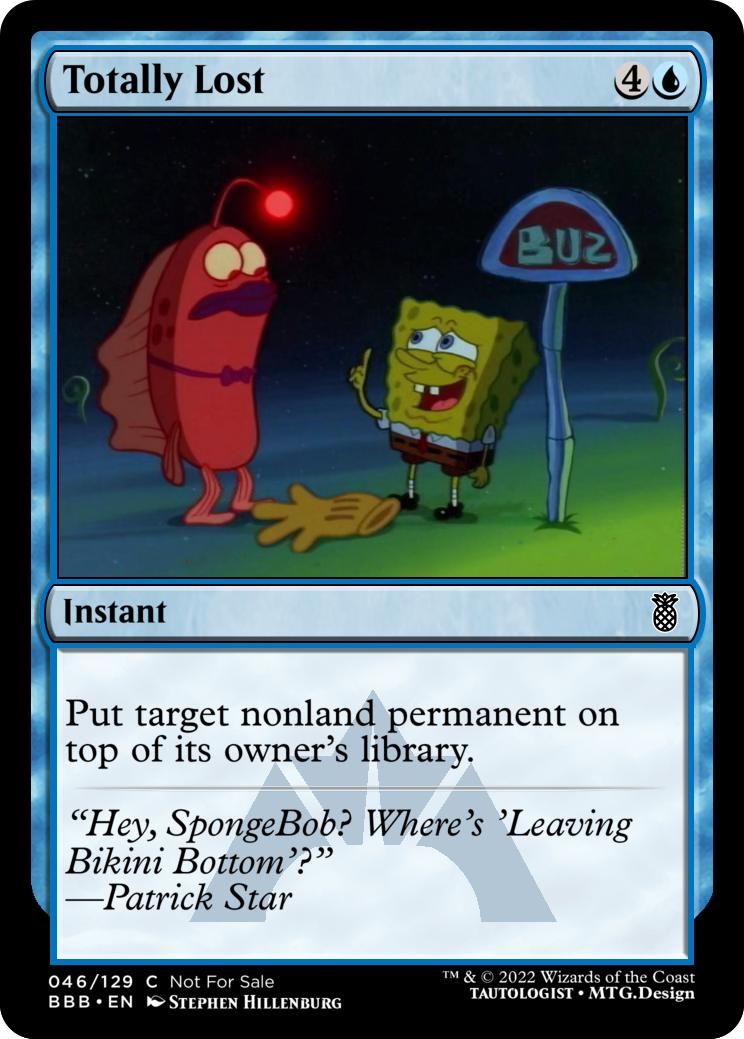 Totally Lost 4
BUZ
Instant
Put target nonland permanent on
top of its owner's library.
“Hey, SpongeBob? Where's 'Leaving
Bikini Bottom'?”
—Patrick Star
046/129 C Not For Sale
BBB • EN Stephen Hillenburg
™ & © 2022 Wizards of the Coast
TAUTOLOGIST • MTG.Design